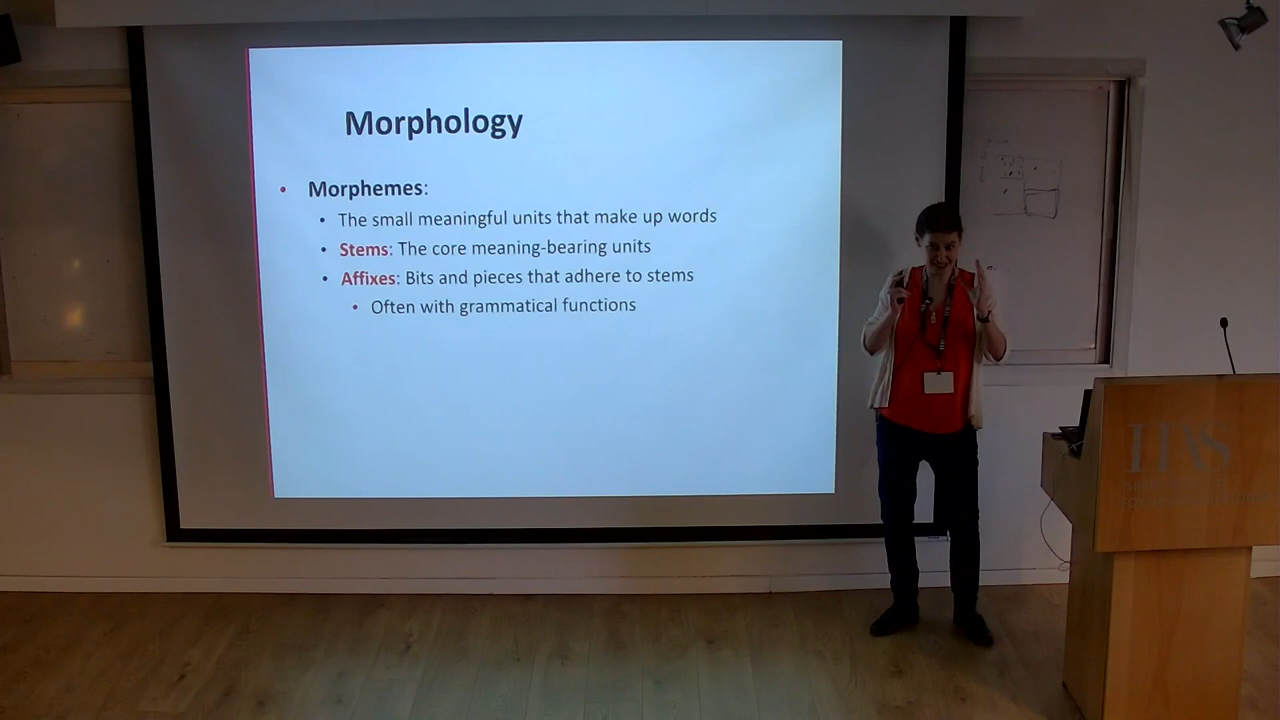 Morphology
• Morphemes:
• The small meaningful units that make up words
• Stems: The core meaning-bearing units
• Affixes: Bits and pieces that adhere to stems
• Often with grammatical functions
IIAS